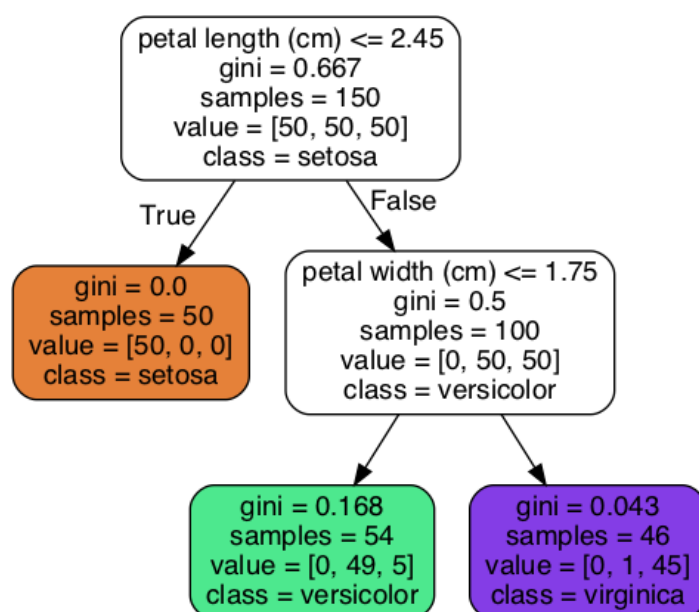 petal length (cm) <= 2.45
gini = 0.667
samples = 150
value = [50, 50, 50]
class = setosa
True
False
gini = 0.0
samples = 50
value = [50, 0, 0]
class = setosa
petal width (cm) <= 1.75
gini = 0.5
samples = 100
value = [0, 50, 50]
class = versicolor
gini = 0.168
samples = 54
value = [0, 49, 5]
class = versicolor
gini = 0.043
samples = 46
value = [0, 1, 45]
class = virginica